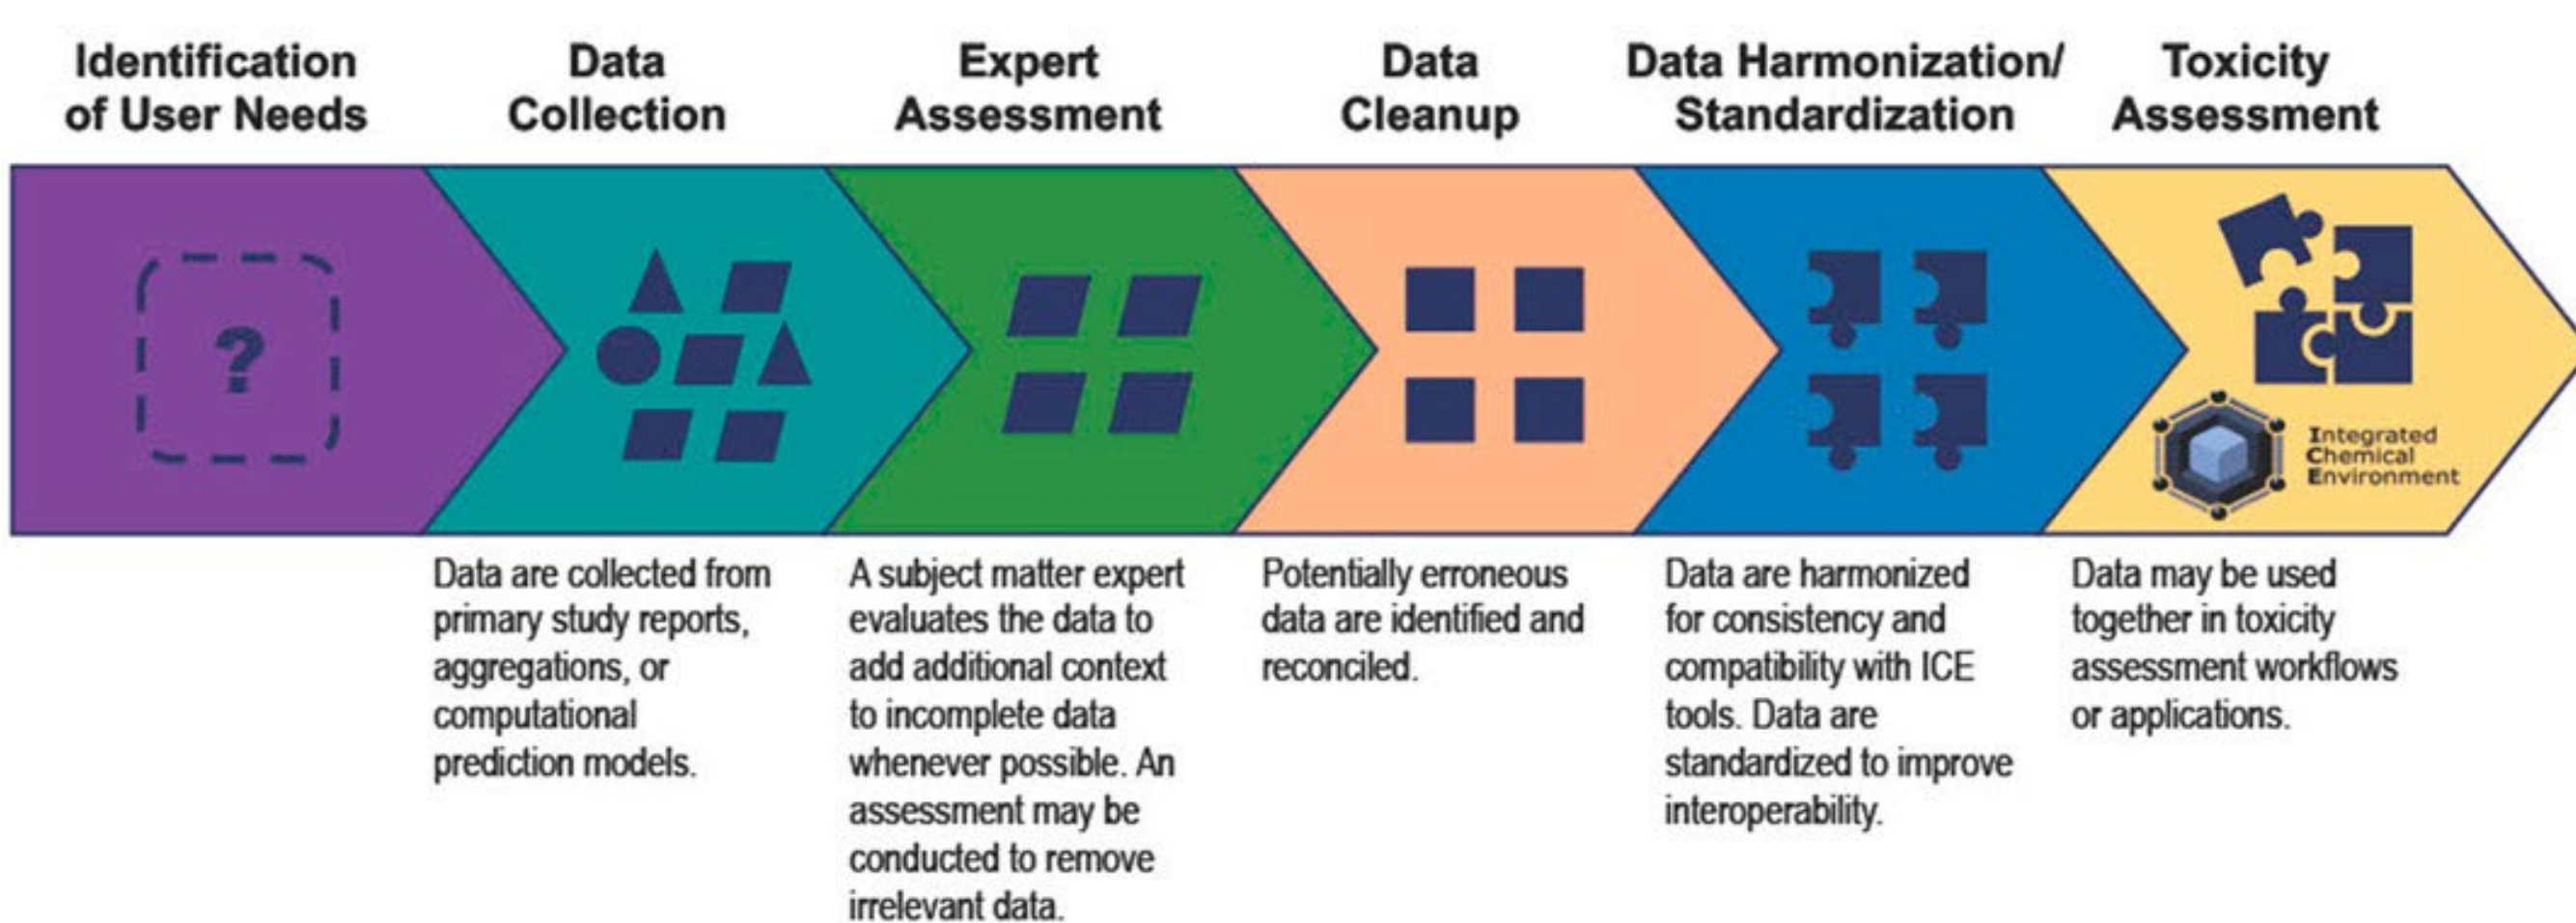 Identification
of User Needs
Data
Collection
Expert
Assessment
Data
Cleanup
Data Harmonization/
Standardization
Toxicity
Assessment
?
Integrated
Chemical
Environment
Data are collected from
primary study reports,
aggregations, or
computational
prediction models.
A subject matter expert
evaluates the data to
add additional context
to incomplete data
whenever possible. An
assessment may be
conducted to remove
irrelevant data.
Potentially erroneous
data are identified and
reconciled.
Data are harmonized
for consistency and
compatibility with ICE
tools. Data are
standardized to improve
interoperability.
Data may be used
together in toxicity
assessment workflows
or applications.